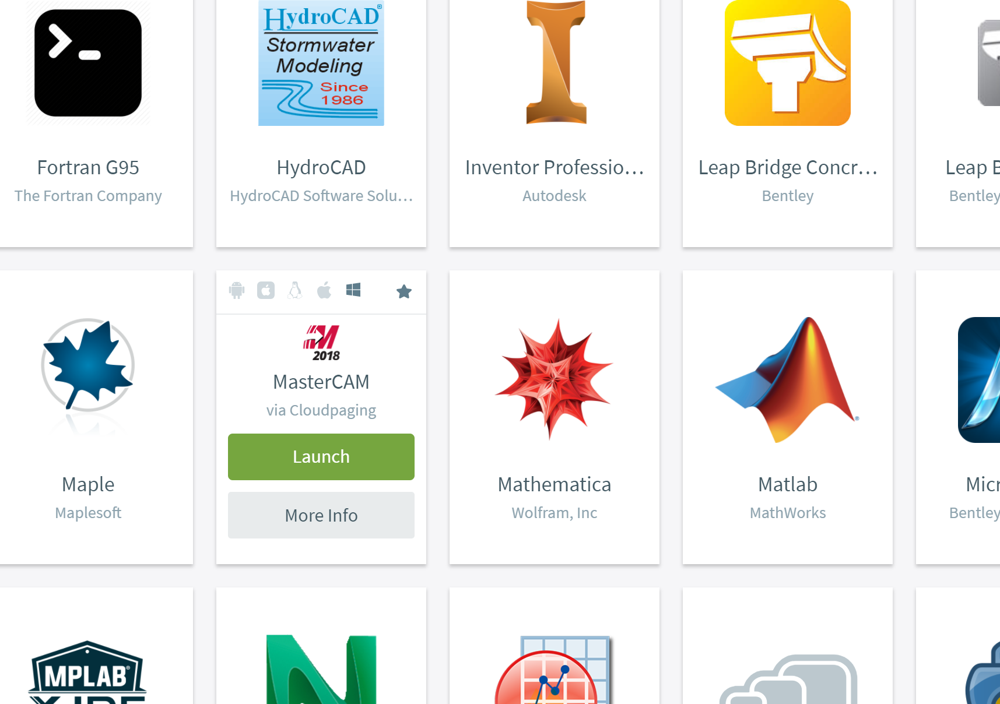 HydroCAD®
Stormwater
Modeling
Since
1986
Fortran G95
The Fortran Company
HydroCAD
HydroCAD Software Solu...
Inventor Professio...
Autodesk
Leap Bridge Concr...
Bentley
Leap B
Bentley
Maple
Maplesoft
M
2018
MasterCAM
via Cloudpaging
Launch
More Info
Mathematica
Wolfram, Inc
Matlab
MathWorks
Micr
Bentley
MPLAB®
X IDE